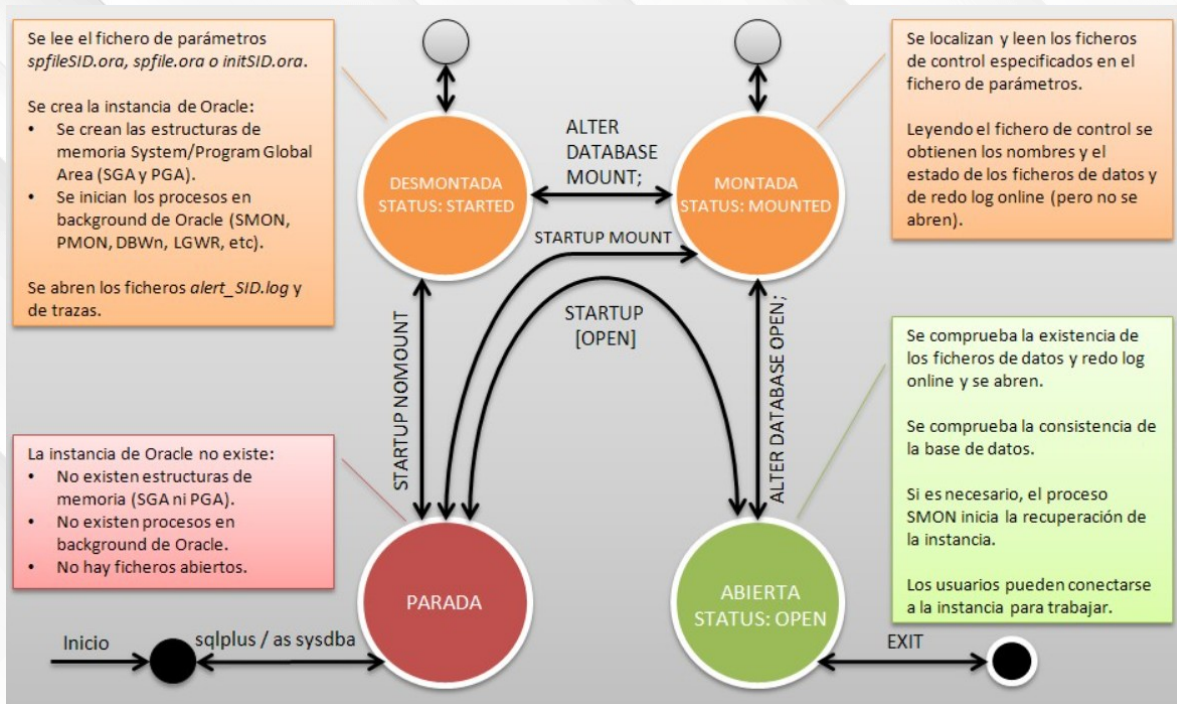 Se lee el fichero de parámetros
spfileSID.ora, spfile.ora o initSID.ora.
Se crea la instancia de Oracle:
• Se crean las estructuras de
memoria System/Program Global
Area (SGA y PGA).
• Se inician los procesos en
background de Oracle (SMON,
PMON, DBWn, LGWR, etc).
Se abren los ficheros alert_SID.log y
de trazas.
DESMONTADA
STATUS: STARTED
ALTER
DATABASE
MOUNT;
MONTADA
STATUS: MOUNTED
Se localizan y leen los ficheros
de control especificados en el
fichero de parámetros.
Leyendo el fichero de control se
obtienen los nombres y el
estado de los ficheros de datos y
de redo log online (pero no se
abren).
STARTUP MOUNT
STARTUP
[OPEN]
STARTUP NOMOUNT
ALTER DATABASE OPEN;
La instancia de Oracle no existe:
• No existen estructuras de
memoria (SGA ni PGA).
• No existen procesos en
background de Oracle.
• No hay ficheros abiertos.
Se comprueba la existencia de
los ficheros de datos y redo log
online y se abren.
Se comprueba la consistencia de
la base de datos.
Si es necesario, el proceso
SMON inicia la recuperación de
la instancia.
Los usuarios pueden conectarse
a la instancia para trabajar.
PARADA
ABIERTA
STATUS: OPEN
Inicio
sqlplus / as sysdba
EXIT